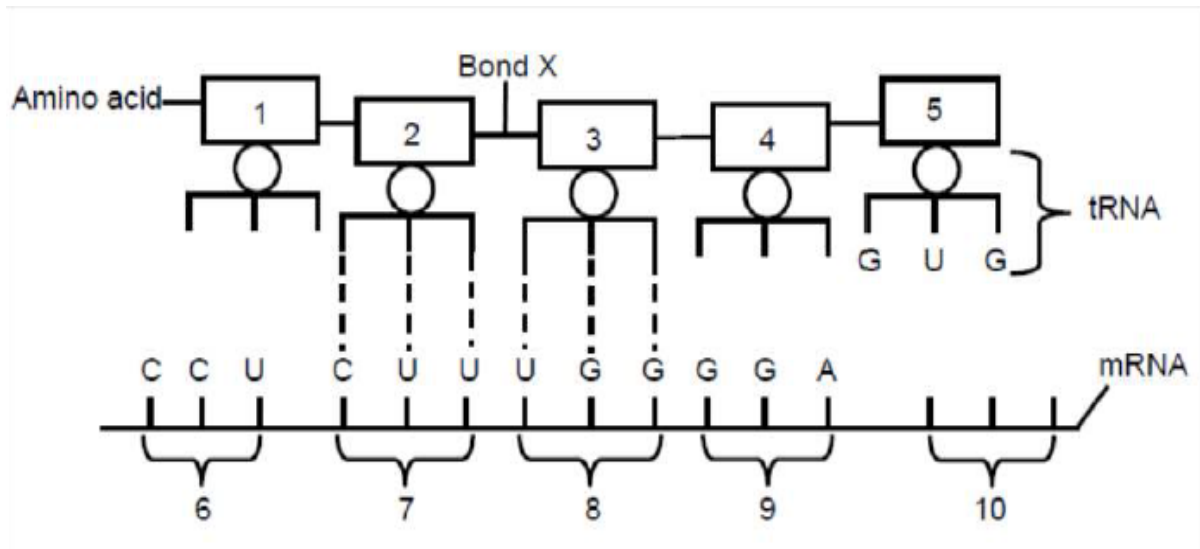 Bond X
Amino acid
1
2
3
4
5
tRNA
G U G
C C U C U U U G G G G A
mRNA
6 7 8 9 10